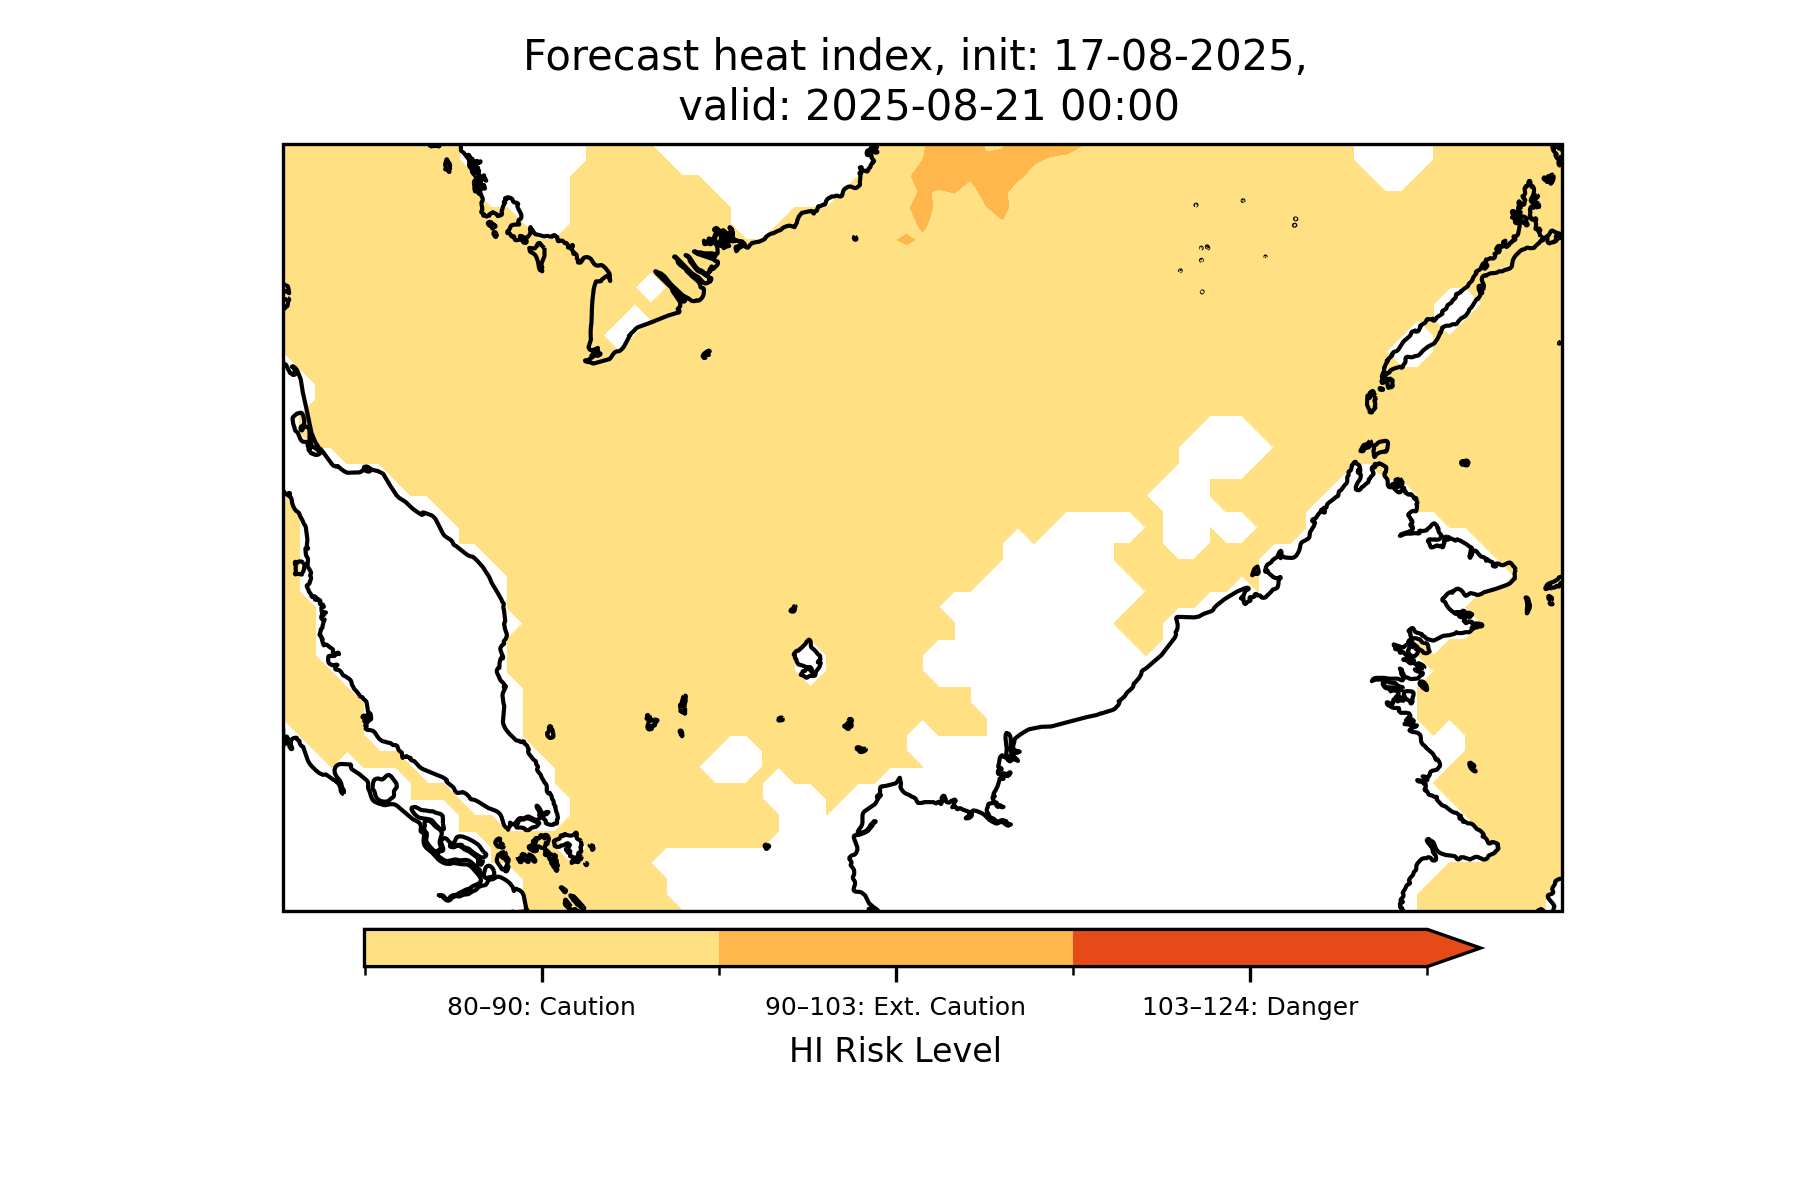 Forecast heat index, init: 17-08-2025,
valid: 2025-08-21 00:00
80–90: Caution
90–103: Ext. Caution
103–124: Danger
HI Risk Level